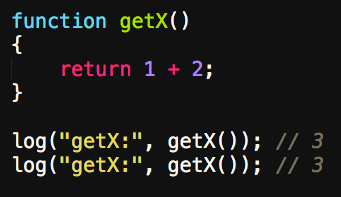 function getX()
{
    return 1 + 2;
}

log("getX:", getX()); // 3
log("getX:", getX()); // 3